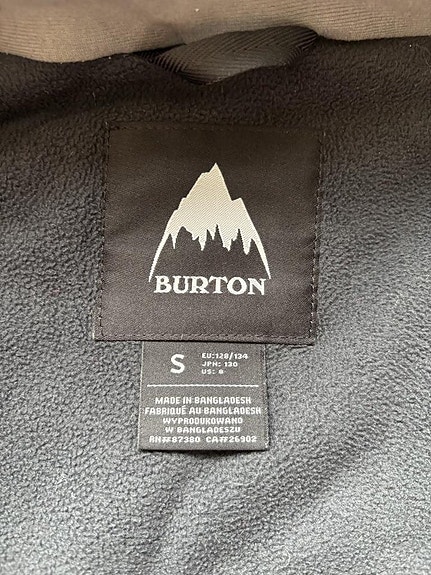 BURTON
S
EU:128/134
JPN: 130
US: 8
MADE IN BANGLADESH
FABRIQUÉ AU BANGLADESH
WYPRODUKOWANO
W BANGLADESZU
RN#87380 CA#26902